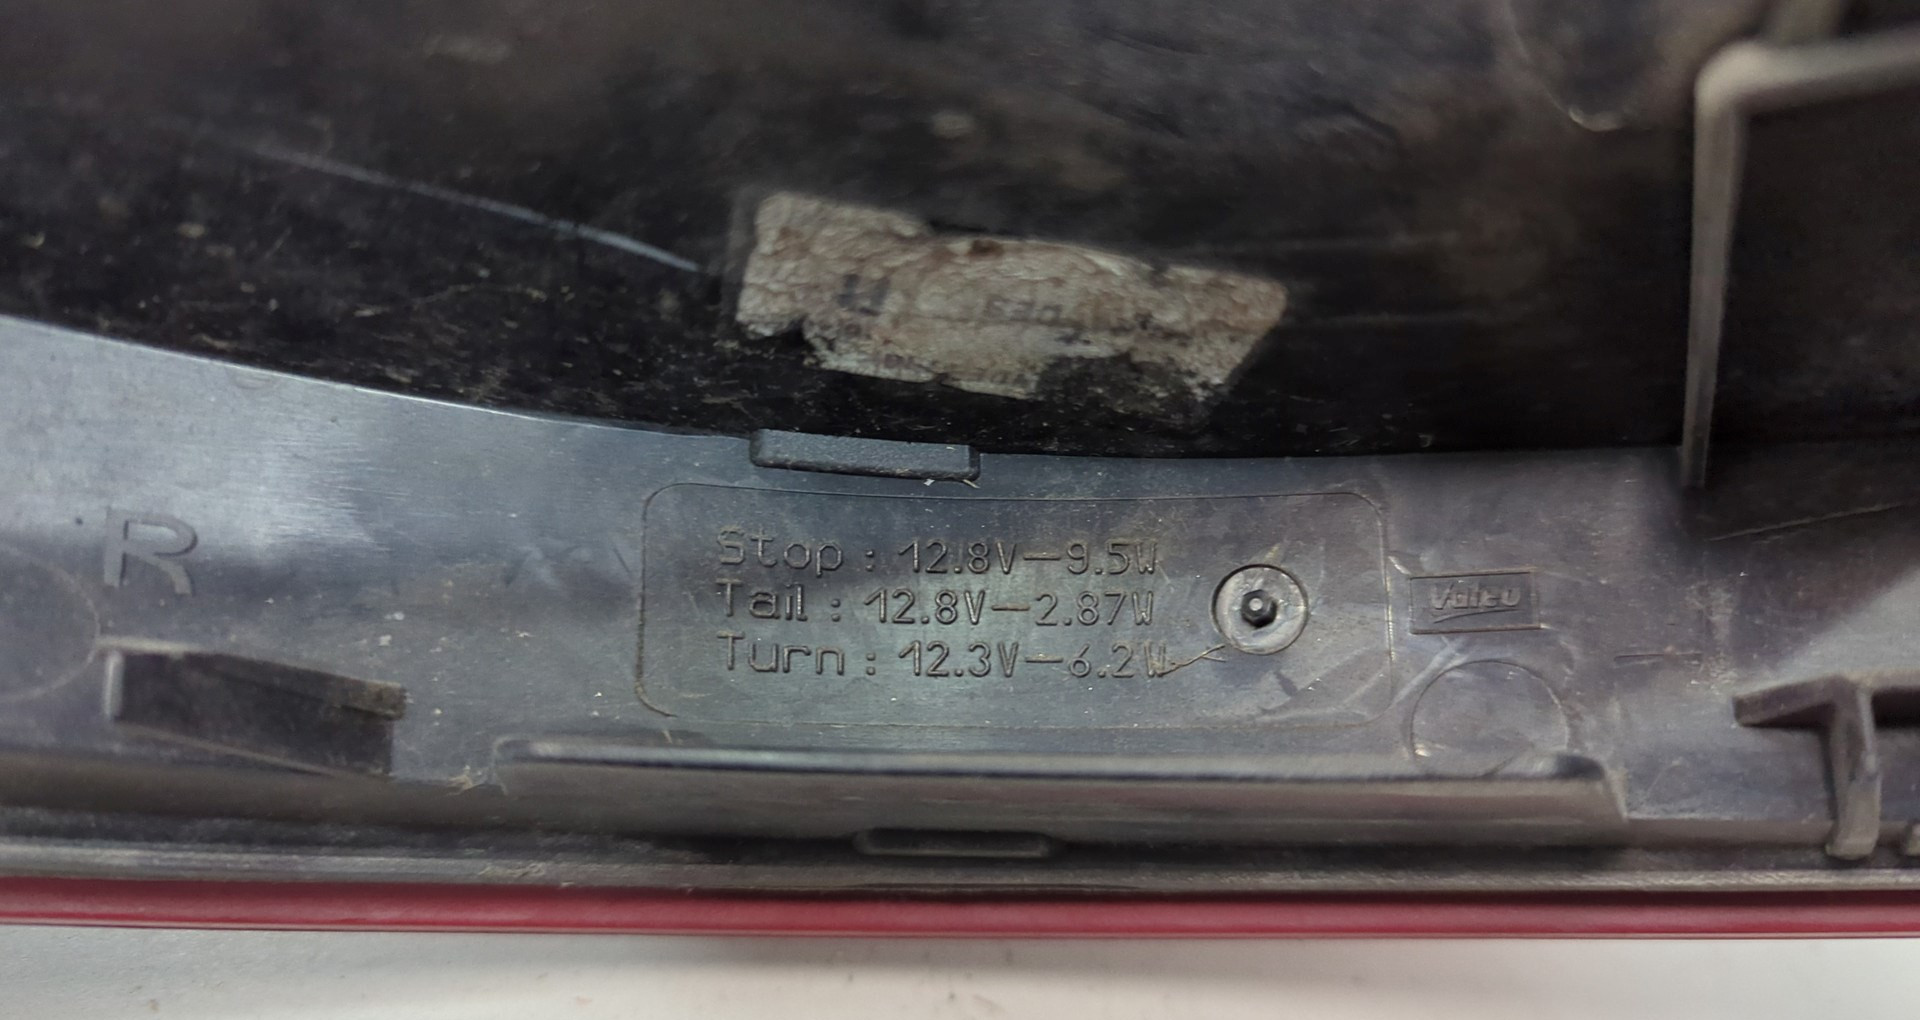 R
Stop : 12.8V—9.5W
Tail : 12.8V—2.87W
Turn : 12.3V—6.2W
Valeo